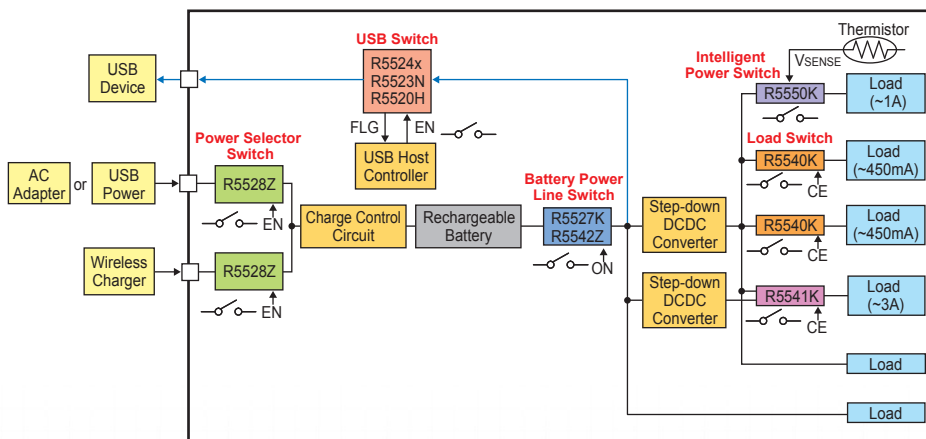 USB Switch
R5524x
R5523N
R5520H
FLG
EN
USB Host
Controller
USB
Device
Power Selector
Switch
AC
Adapter
or
USB
Power
R5528Z
EN
Wireless
Charger
R5528Z
EN
Charge Control
Circuit
Rechargeable
Battery
Battery Power
Line Switch
R5527K
R5542Z
ON
Step-down
DCDC
Converter
Step-down
DCDC
Converter
Thermistor
VSENSE
Intelligent
Power Switch
R5550K
Load
(~1A)
Load Switch
R5540K
CE
Load
(~450mA)
R5540K
CE
Load
(~450mA)
R5541K
CE
Load
(~3A)
Load
Load